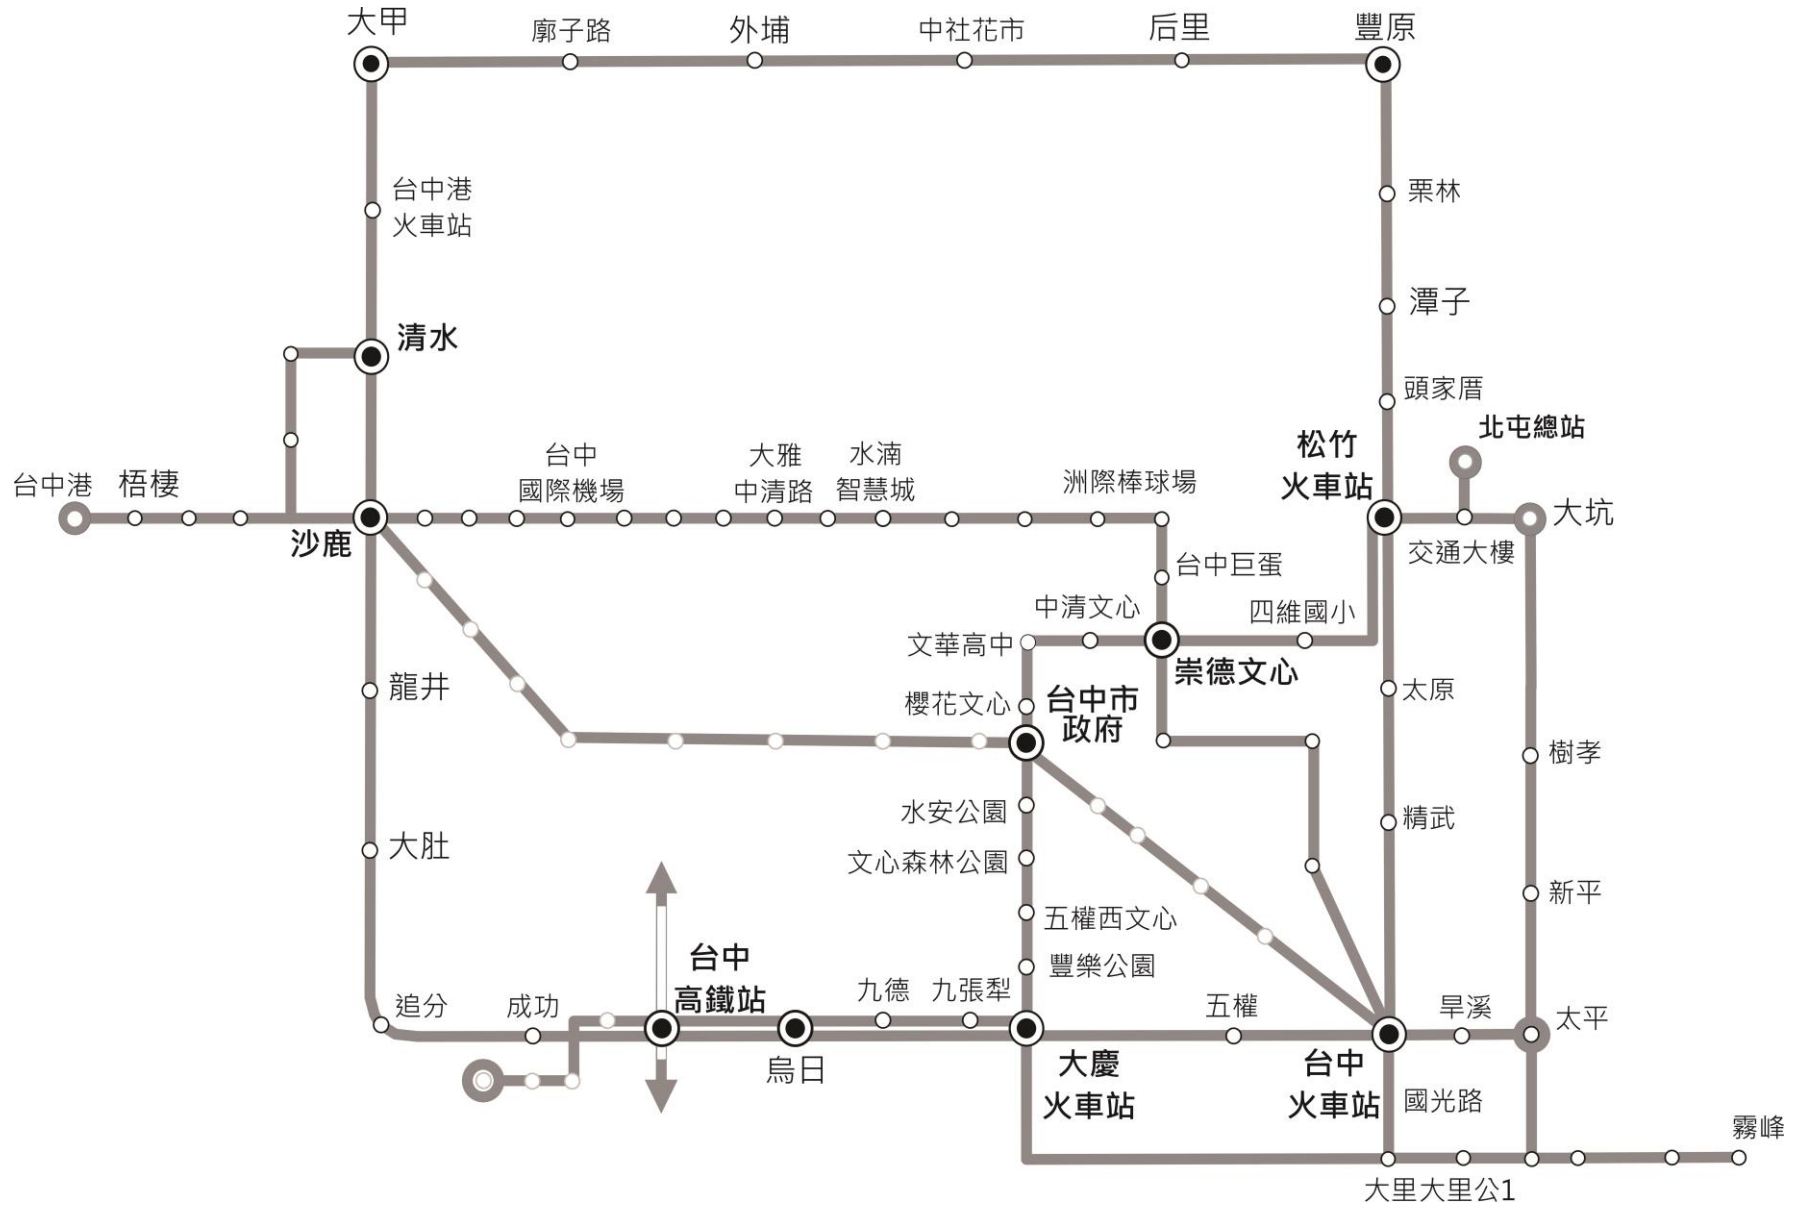 大甲
廓子路
外埔
中社花市
后里
豐原
台中港
火車站
栗林
潭子
清水
頭家厝
北屯總站
松竹
火車站
台中港
梧棲
台中
國際機場
大雅
中清路
水湳
智慧城
洲際棒球場
大坑
沙鹿
交通大樓
台中巨蛋
中清文心
四維國小
文華高中
崇德文心
櫻花文心
台中市
政府
龍井
太原
樹孝
水安公園
精武
大肚
文心森林公園
新平
五權西文心
台中
高鐵站
豐樂公園
追分
成功
九德
九張犁
五權
旱溪
太平
烏日
大慶
火車站
台中
火車站
國光路
霧峰
大里大里公1